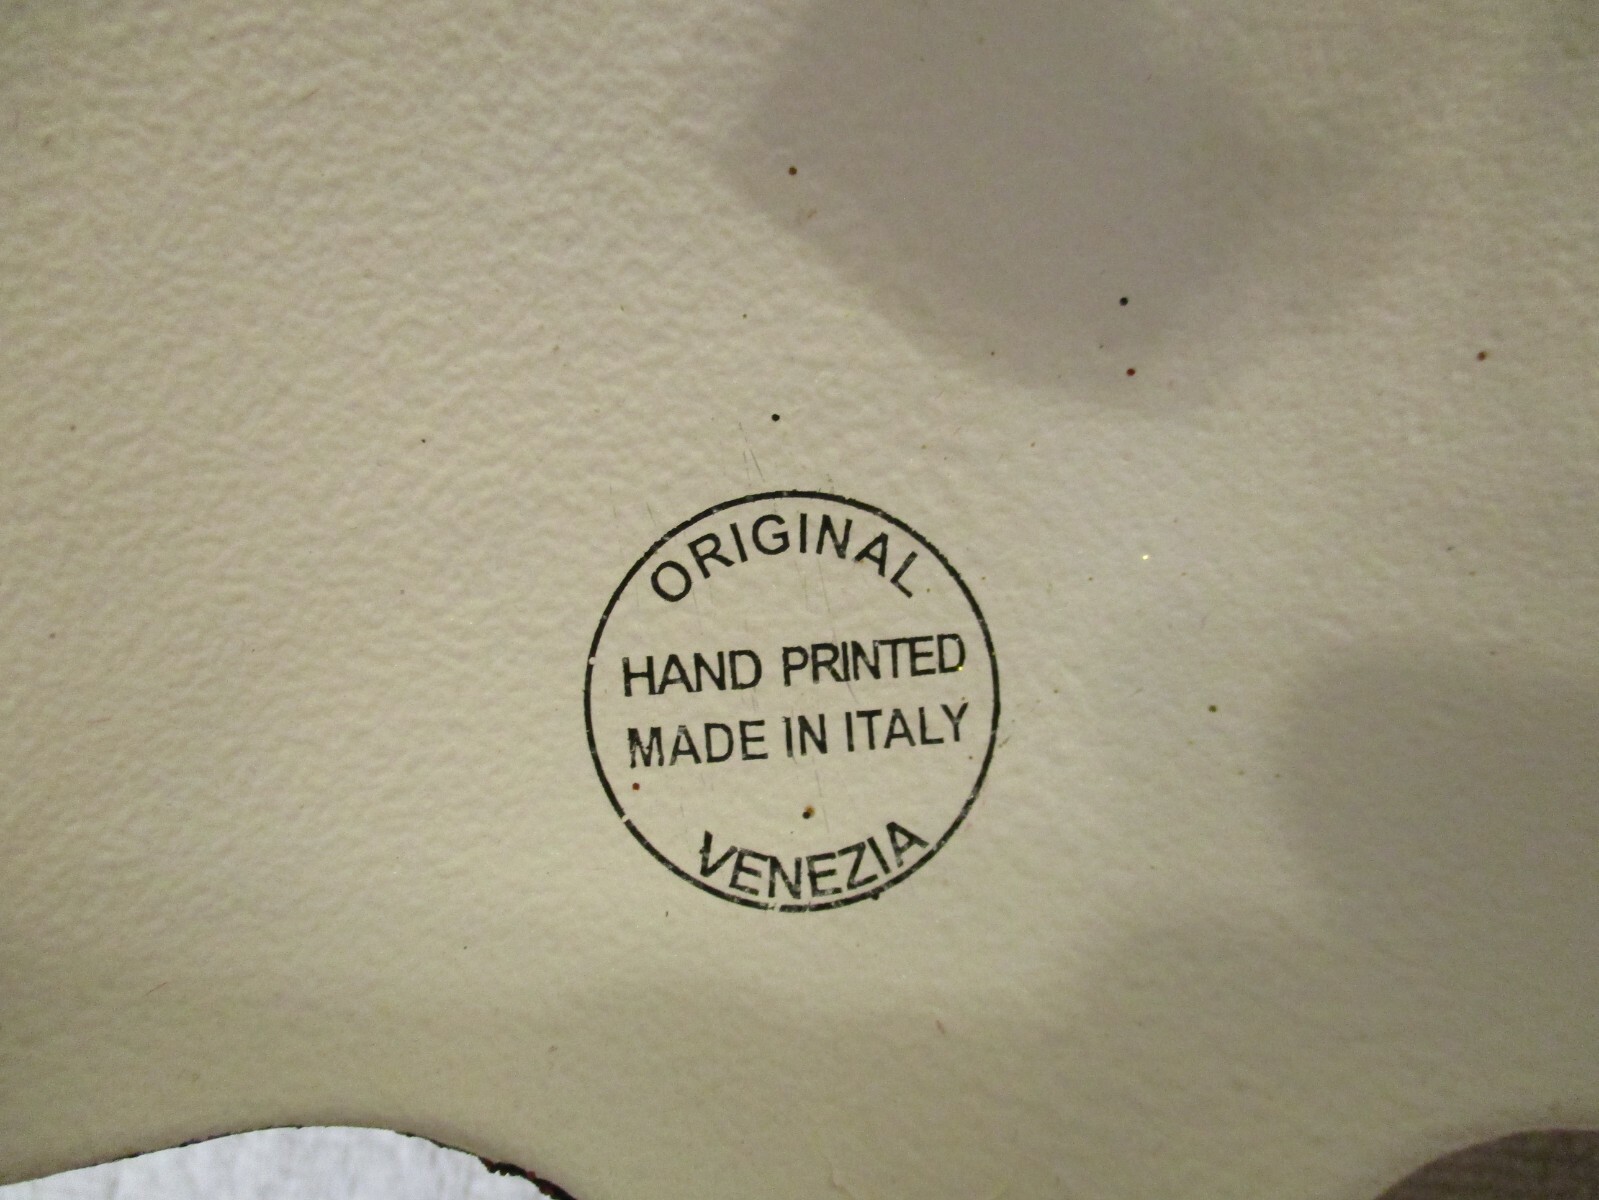 ORIGINAL
HAND PRINTED
MADE IN ITALY
VENEZIA